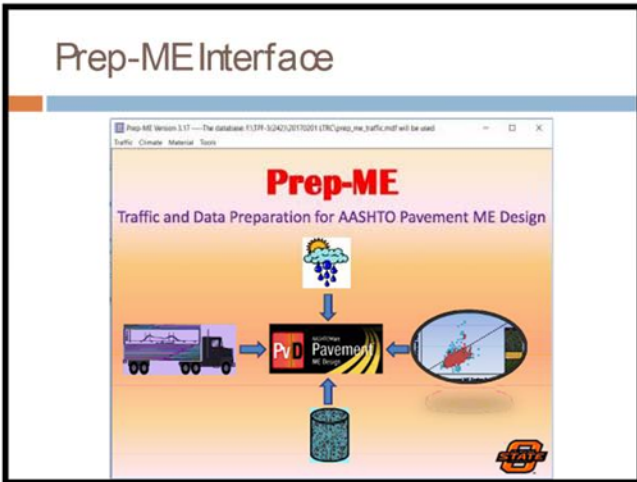 Prep-ME Interface
Prep-ME Version 3.17 ----The database: F:\TPF-5(242)\20170201 LTRC\prep_me_traffic.mdf will be used
Traffic Climate Material Tools
Prep-ME
Traffic and Data Preparation for AASHTO Pavement ME Design
PvD
AASHTOWare
Pavement
ME Design
STATE